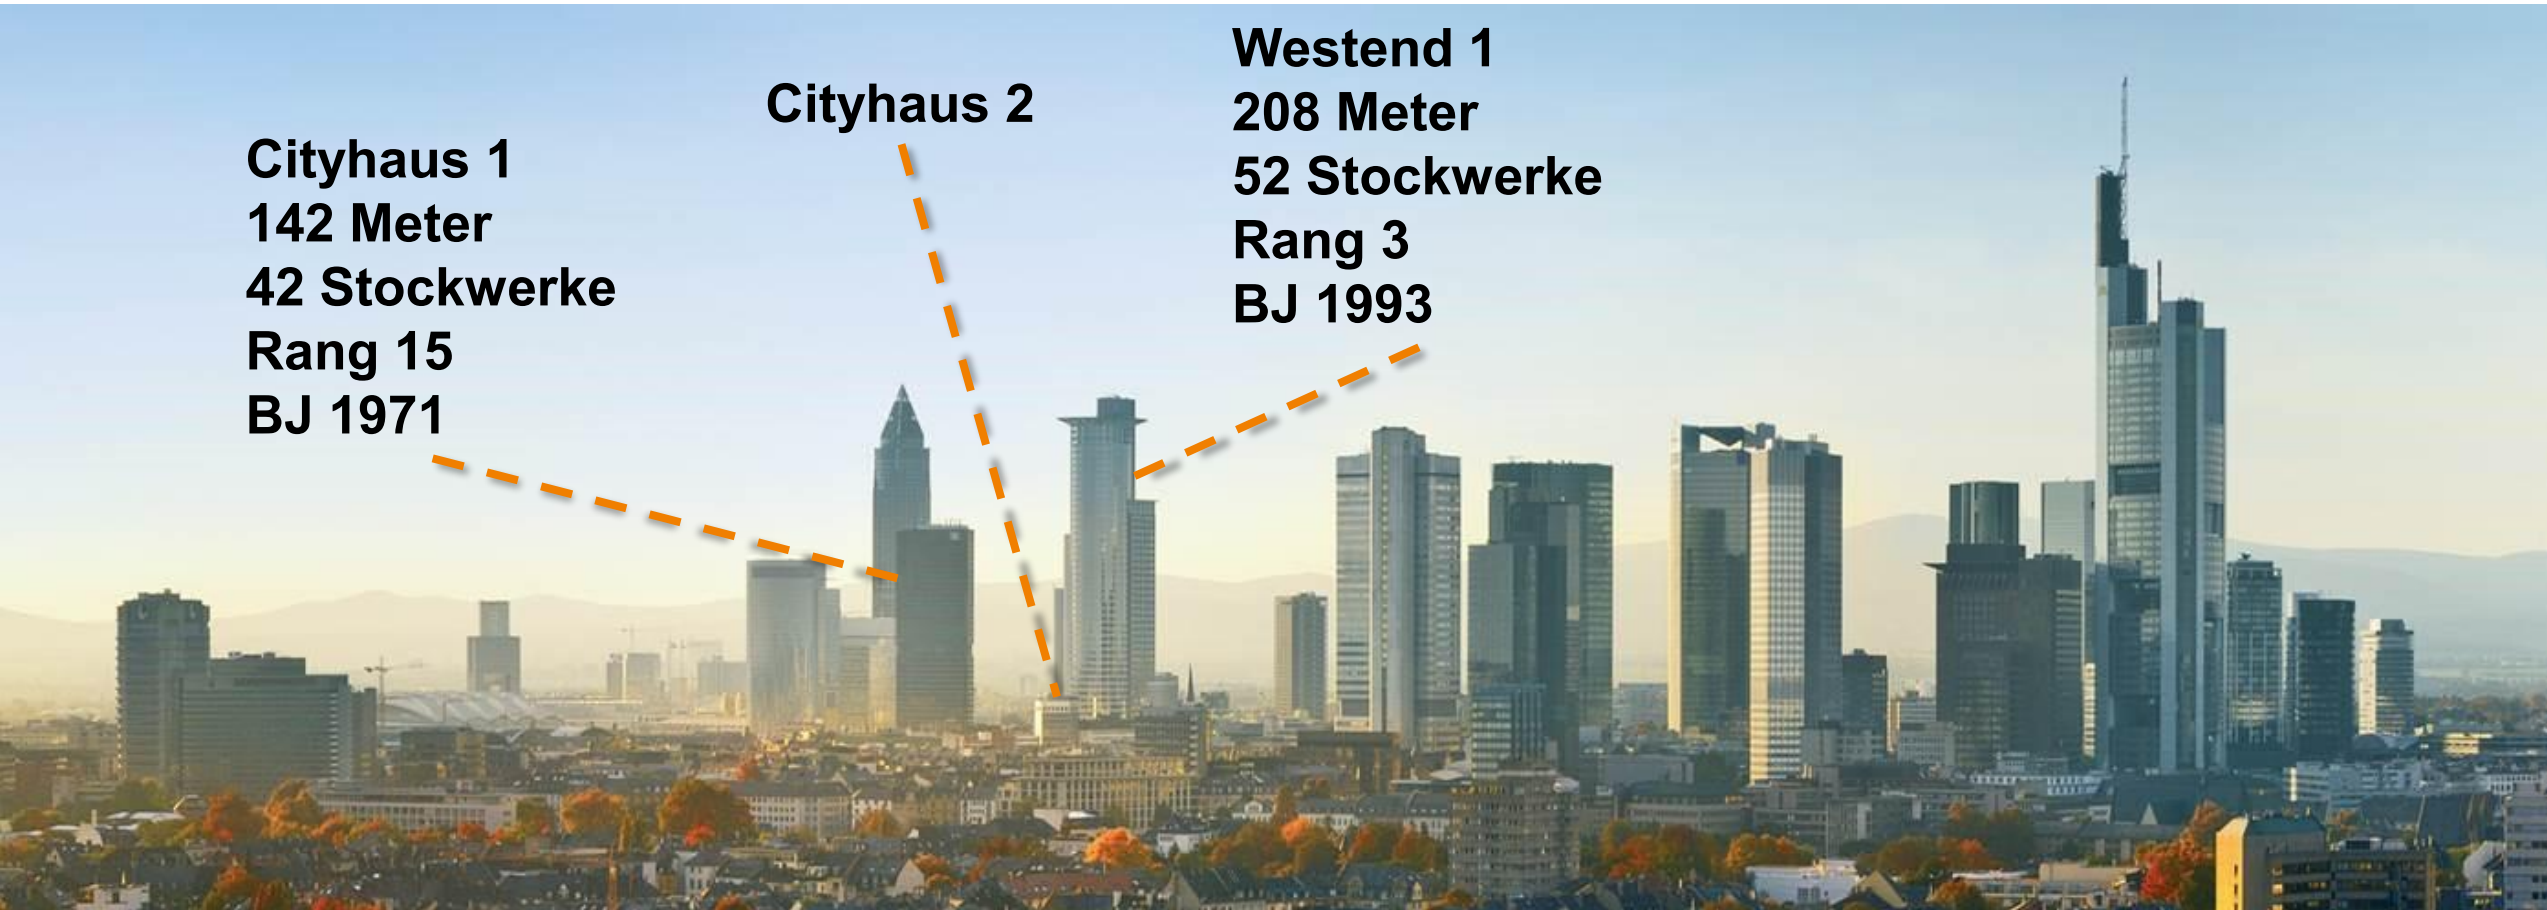 Cityhaus 1
142 Meter
42 Stockwerke
Rang 15
BJ 1971
Cityhaus 2
Westend 1
208 Meter
52 Stockwerke
Rang 3
BJ 1993